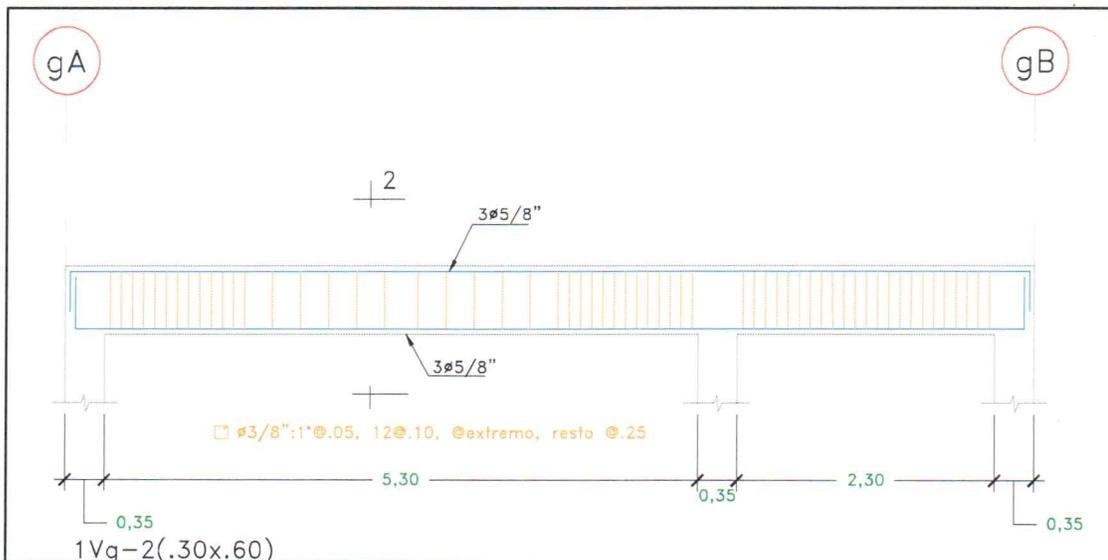 gA
gB
2
3ø5/8"
3ø5/8"
ø3/8":1°@.05, 12@.10, @extremo, resto @.25
5,30
0,35
2,30
0,35
0,35
1Vg-2(.30x.60)